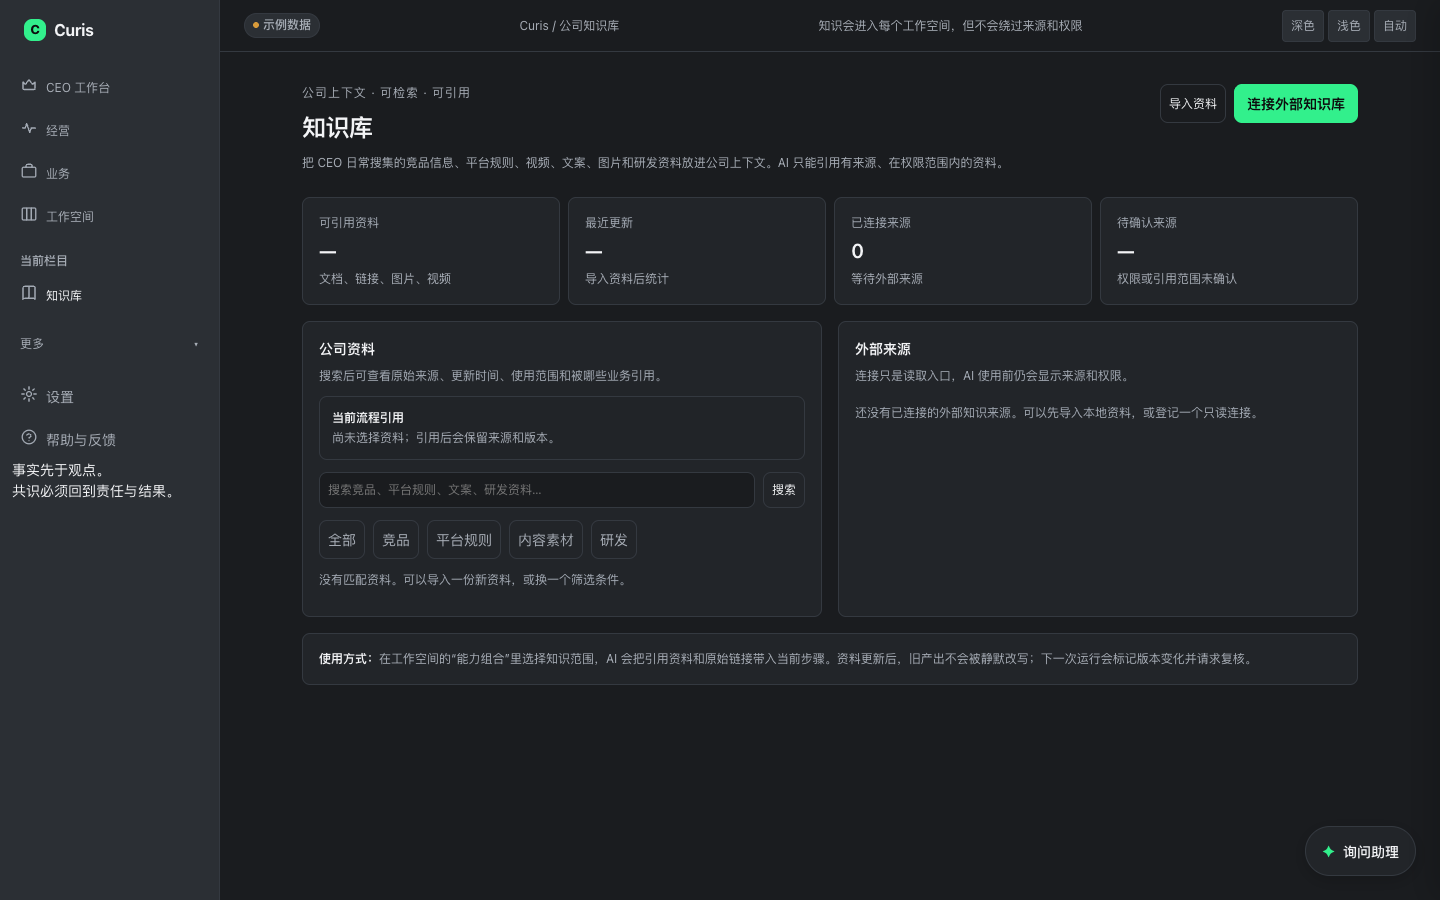 C Curis
CEO 工作台
经营
业务
工作空间
当前栏目
知识库
更多
设置
帮助与反馈
事实先于观点。
共识必须回到责任与结果。
示例数据
Curis / 公司知识库
知识会进入每个工作空间，但不会绕过来源和权限
深色
浅色
自动
公司上下文 · 可检索 · 可引用
知识库
把 CEO 日常搜集的竞品信息、平台规则、视频、文案、图片和研发资料放进公司上下文。AI 只能引用有来源、在权限范围内的资料。
导入资料
连接外部知识库
可引用资料
—
文档、链接、图片、视频
最近更新
—
导入资料后统计
已连接来源
0
等待外部来源
待确认来源
—
权限或引用范围未确认
公司资料
搜索后可查看原始来源、更新时间、使用范围和被哪些业务引用。
当前流程引用
尚未选择资料；引用后会保留来源和版本。
搜索竞品、平台规则、文案、研发资料...
搜索
全部
竞品
平台规则
内容素材
研发
没有匹配资料。可以导入一份新资料，或换一个筛选条件。
外部来源
连接只是读取入口，AI 使用前仍会显示来源和权限。
还没有已连接的外部知识来源。可以先导入本地资料，或登记一个只读连接。
使用方式：在工作空间的“能力组合”里选择知识范围，AI 会把引用资料和原始链接带入当前步骤。资料更新后，旧产出不会被静默改写；下一次运行会标记版本变化并请求复核。
询问助理